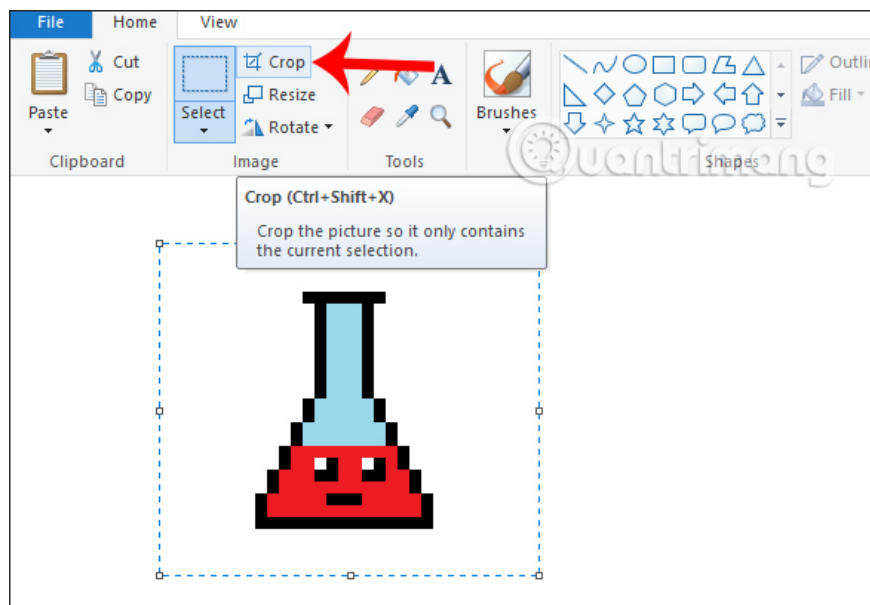 File Home View
Cut Crop Outli
Copy Resize Fill
Paste Select Rotate A Brushes
Clipboard Image Tools Shapes
Quantrimang
Crop (Ctrl+Shift+X)
Crop the picture so it only contains
the current selection.